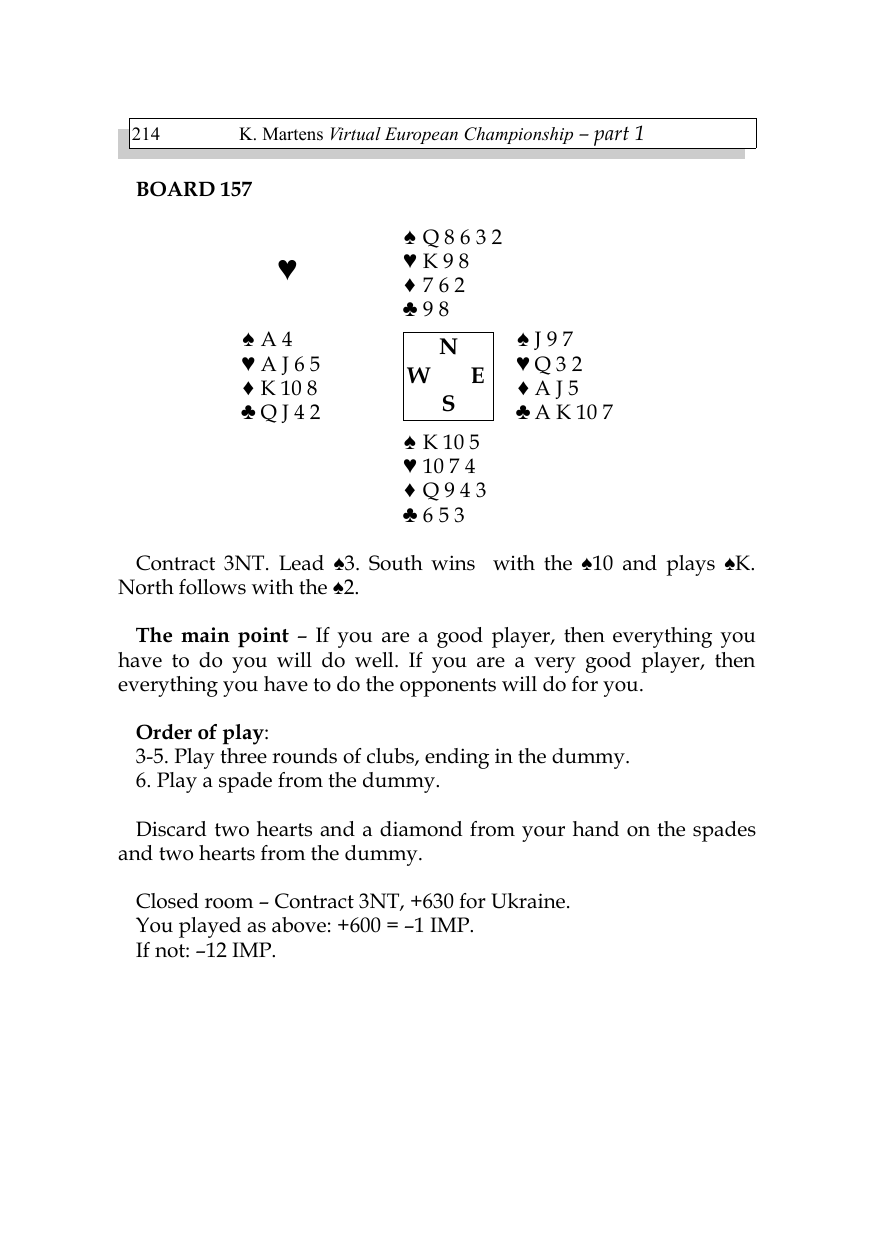 214 K. Martens Virtual European Championship – part 1
BOARD 157
♥
♠ Q 8 6 3 2
♥ K 9 8
♦ 7 6 2
♣ 9 8
♠ A 4
♥ A J 6 5
♦ K 10 8
♣ Q J 4 2
N
W E
S
♠ J 9 7
♥ Q 3 2
♦ A J 5
♣ A K 10 7
♠ K 10 5
♥ 10 7 4
♦ Q 9 4 3
♣ 6 5 3
Contract 3NT. Lead ♠3. South wins with the ♠10 and plays ♠K.
North follows with the ♠2.
The main point – If you are a good player, then everything you
have to do you will do well. If you are a very good player, then
everything you have to do the opponents will do for you.
Order of play:
3-5. Play three rounds of clubs, ending in the dummy.
6. Play a spade from the dummy.
Discard two hearts and a diamond from your hand on the spades
and two hearts from the dummy.
Closed room – Contract 3NT, +630 for Ukraine.
You played as above: +600 = –1 IMP.
If not: –12 IMP.